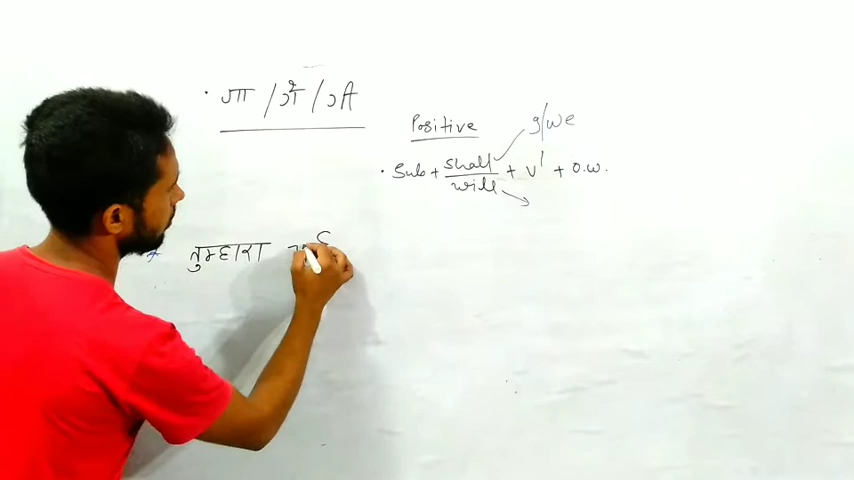 • गा / गे / गी
Positive
I/we
• Sub + shall/will + V¹ + O.W.
तुम्हारा